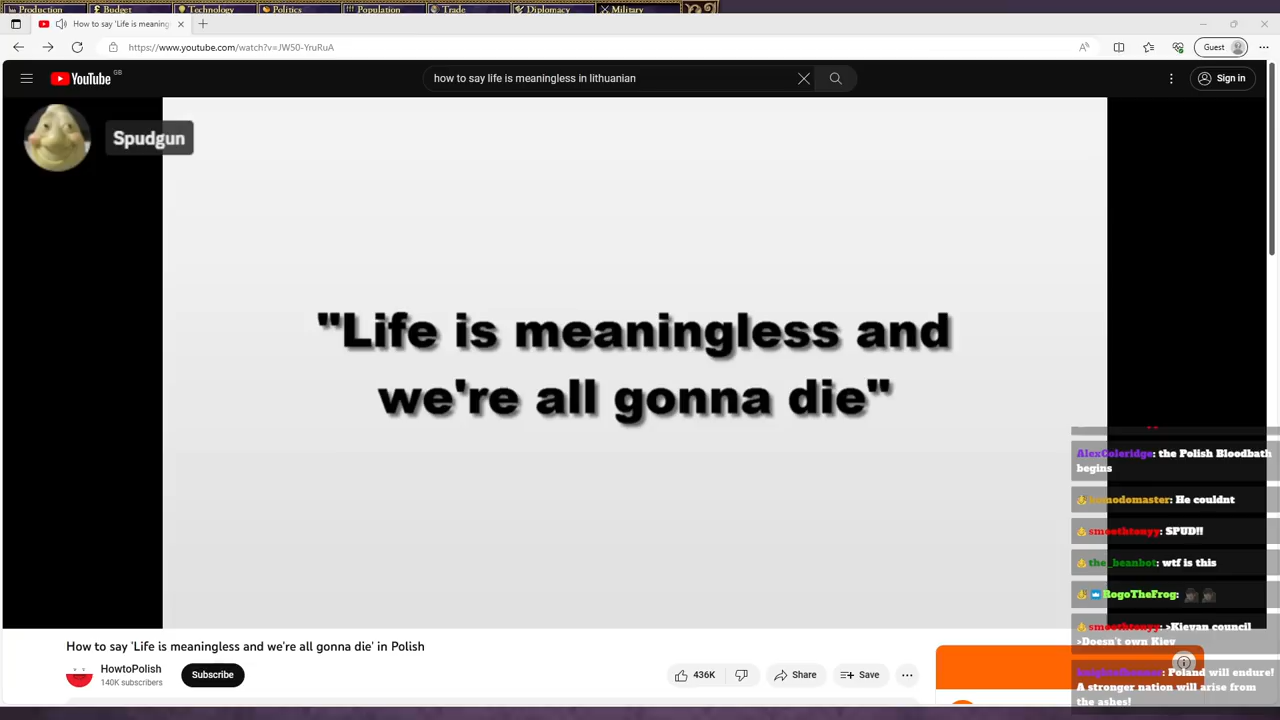 Production Budget Technology Politics Population Trade Diplomacy Military
How to say 'Life is meaning
https://www.youtube.com/watch?v=JW50-YruRuA
Guest
YouTube GB
how to say life is meaningless in lithuanian
Sign in
Spudgun
"Life is meaningless and
we're all gonna die"
AlexColeridge: the Polish Bloodbath
begins
komodomaster: He couldnt
smoothtonyy: SPUD!!
the_beanbot: wtf is this
RogoTheFrog:
smoothtonyy: >Kievan council
>Doesn't own Kiev
Poland will endure!
A stronger nation will arise from
the ashes!
How to say 'Life is meaningless and we're all gonna die' in Polish
HowtoPolish
140K subscribers
Subscribe
436K
Share
Save